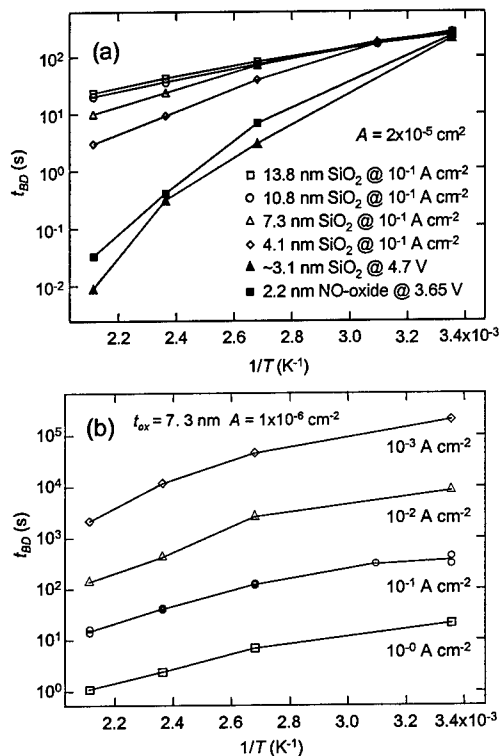 (a)
10²
10¹
10⁰
10⁻¹
10⁻²
t_BD (s)
A = 2x10⁻⁵ cm²
13.8 nm SiO₂ @ 10⁻¹ A cm⁻²
10.8 nm SiO₂ @ 10⁻¹ A cm⁻²
7.3 nm SiO₂ @ 10⁻¹ A cm⁻²
4.1 nm SiO₂ @ 10⁻¹ A cm⁻²
~3.1 nm SiO₂ @ 4.7 V
2.2 nm NO-oxide @ 3.65 V
2.2 2.4 2.6 2.8 3.0 3.2 3.4x10⁻³
1/T (K⁻¹)
(b) t_ox = 7.3 nm A = 1x10⁻⁶ cm⁻²
10⁵
10⁴
10³
10²
10¹
10⁰
t_BD (s)
10⁻³ A cm⁻²
10⁻² A cm⁻²
10⁻¹ A cm⁻²
10⁻⁰ A cm⁻²
2.2 2.4 2.6 2.8 3.0 3.2 3.4x10⁻³
1/T (K⁻¹)